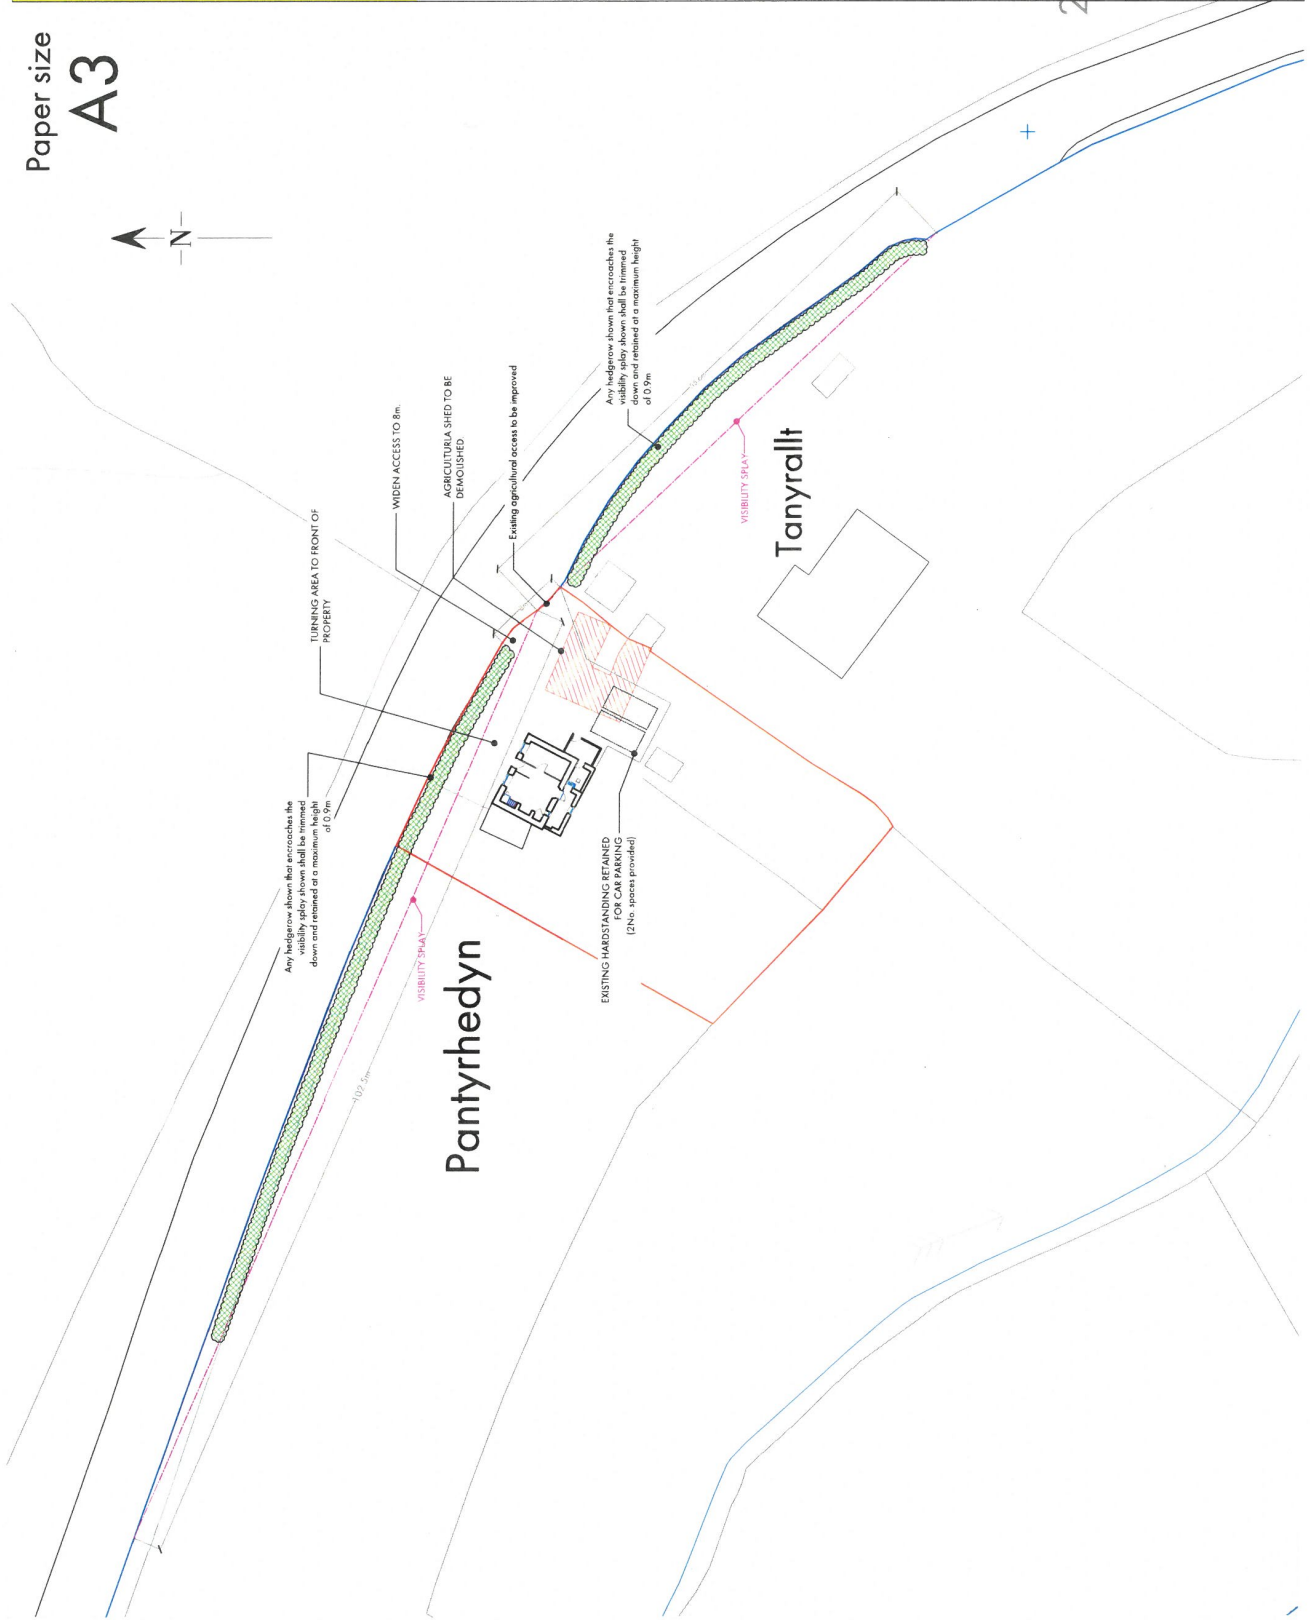 Paper size
A3
N
TURNING AREA TO FRONT OF
PROPERTY
WIDEN ACCESS TO 8m.
AGRICULTURLA SHED TO BE
DEMOLISHED.
Existing agricultural access to be improved
Any hedgerow shown that encroaches the
visibility splay shown shall be trimmed
down and retained at a maximum height
of 0.9m
Any hedgerow shown that encroaches the
visibility splay shown shall be trimmed
down and retained at a maximum height
of 0.9m
VISIBILITY SPLAY
Tanyrallt
VISIBILITY SPLAY
Pantyrhedyn
102.5m
EXISTING HARDSTANDING RETAINED
FOR CAR PARKING
(2No. spaces provided)